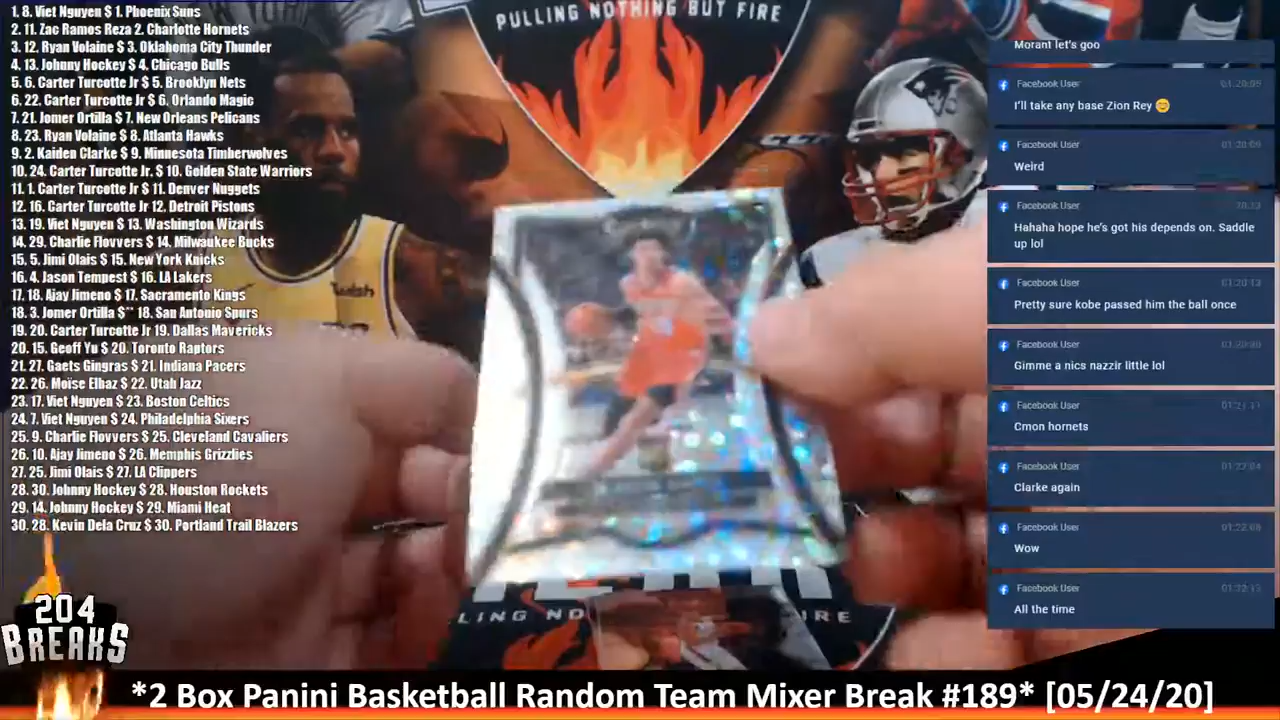 PULLING NOTHING BUT FIRE
1. 8. Viet Nguyen $ 1. Phoenix Suns
2. 11. Zac Ramos Reza 2. Charlotte Hornets
3. 12. Ryan Volaine $ 3. Oklahoma City Thunder
4. 13. Johnny Hockey $ 4. Chicago Bulls
5. 6. Carter Turcotte Jr $ 5. Brooklyn Nets
6. 22. Carter Turcotte Jr $ 6. Orlando Magic
7. 21. Jomer Ortilla $ 7. New Orleans Pelicans
8. 23. Ryan Volaine $ 8. Atlanta Hawks
9. 2. Kaiden Clarke $ 9. Minnesota Timberwolves
10. 24. Carter Turcotte Jr. $ 10. Golden State Warriors
11. 1. Carter Turcotte Jr $ 11. Denver Nuggets
12. 16. Carter Turcotte Jr 12. Detroit Pistons
13. 19. Viet Nguyen $ 13. Washington Wizards
14. 29. Charlie Flovvers $ 14. Milwaukee Bucks
15. 5. Jimi Olais $ 15. New York Knicks
16. 4. Jason Tempest $ 16. LA Lakers
17. 18. Ajay Jimeno $ 17. Sacramento Kings
18. 3. Jomer Ortilla $** 18. San Antonio Spurs
19. 20. Carter Turcotte Jr 19. Dallas Mavericks
20. 15. Geoff Yu $ 20. Toronto Raptors
21. 27. Gaets Gingras $ 21. Indiana Pacers
22. 26. Moise Elhaz $ 22. Utah Jazz
23. 17. Viet Nguyen $ 23. Boston Celtics
24. 7. Viet Nguyen $ 24. Philadelphia Sixers
25. 9. Charlie Flovvers $ 25. Cleveland Cavaliers
26. 10. Ajay Jimeno $ 26. Memphis Grizzlies
27. 25. Jimi Olais $ 27. LA Clippers
28. 30. Johnny Hockey $ 28. Houston Rockets
29. 14. Johnny Hockey $ 29. Miami Heat
30. 28. Kevin Dela Cruz $ 30. Portland Trail Blazers
Morant let's goo
Facebook User
I'll take any base Zion Rey 😊
Facebook User
Weird
Facebook User
Hahaha hope he's got his depends on. Saddle
up lol
Facebook User
Pretty sure kobe passed him the ball once
Facebook User
Gimme a nics nazzir little lol
Facebook User 01:21:11
Cmon hornets
Facebook User 01:22:04
Clarke again
Facebook User 01:22:08
Wow
Facebook User
All the time
204
BREAKS
*2 Box Panini Basketball Random Team Mixer Break #189* [05/24/20]